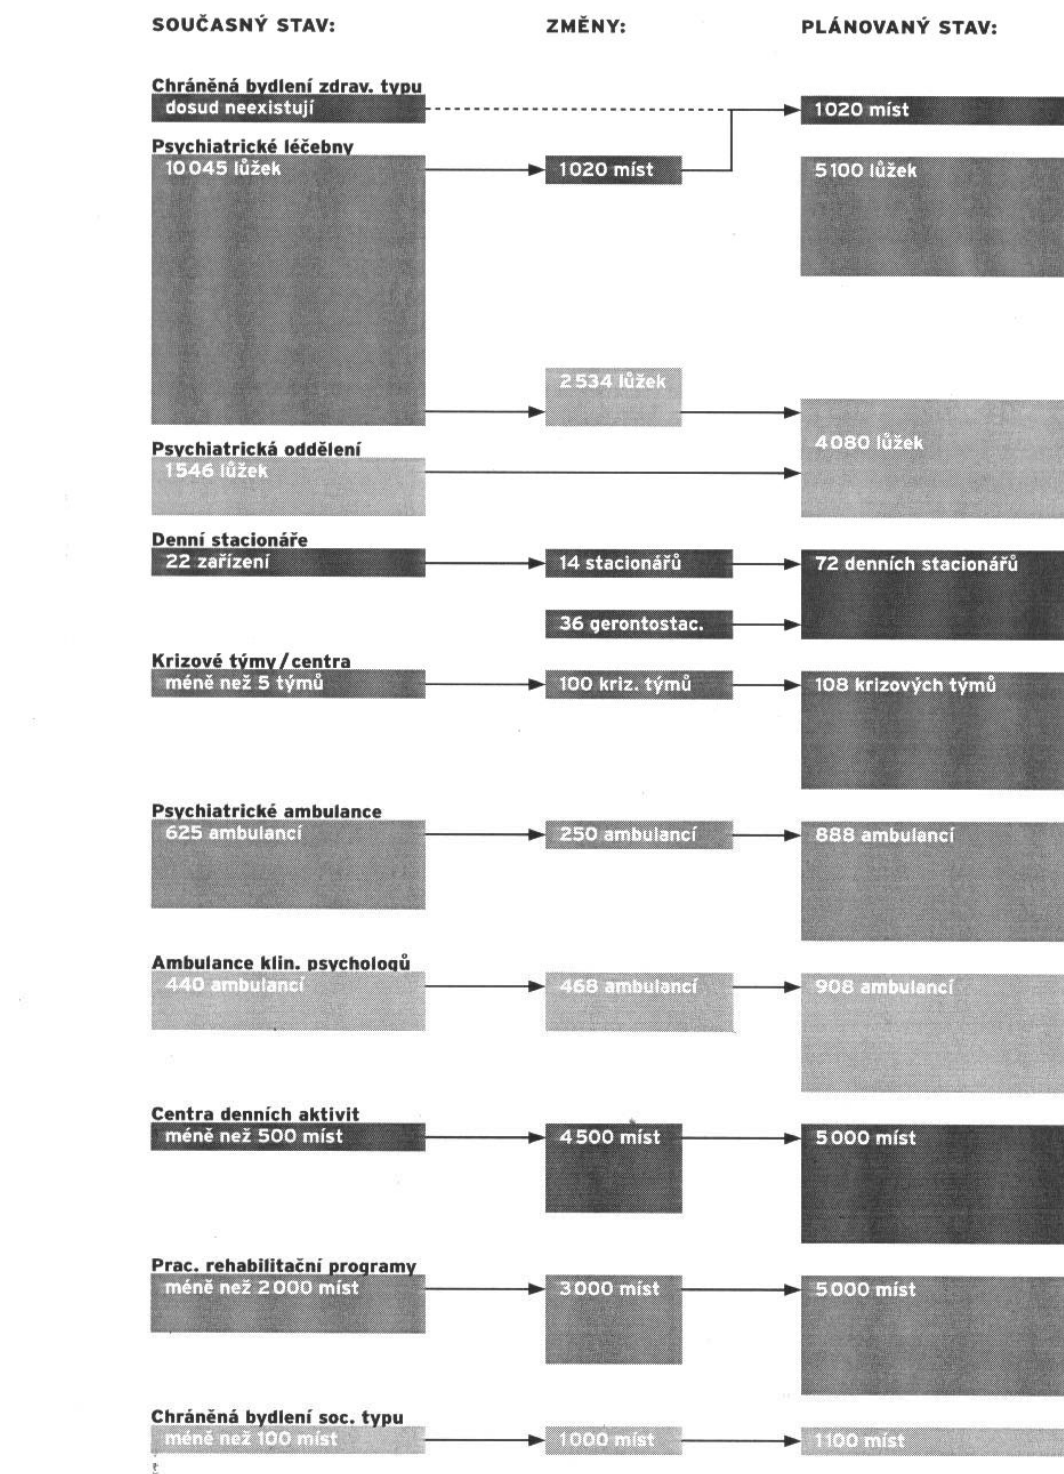 SOUČASNÝ STAV: ZMĚNY: PLÁNOVANÝ STAV:
Chráněná bydlení zdrav. typu
dosud neexistují 1020 míst
Psychiatrické léčebny
10 045 lůžek 1020 míst 5100 lůžek
2 534 lůžek
Psychiatrická oddělení 4080 lůžek
1546 lůžek
Denní stacionáře
22 zařízení 14 stacionářů 72 denních stacionářů
36 gerontostac.
Krizové týmy/centra
méně než 5 týmů 100 kriz. týmů 108 krizových týmů
Psychiatrické ambulance
625 ambulancí 250 ambulancí 888 ambulancí
Ambulance klin. psychologů
440 ambulancí 468 ambulancí 908 ambulancí
Centra denních aktivit
méně než 500 míst 4 500 míst 5 000 míst
Prac. rehabilitační programy
méně než 2 000 míst 3 000 míst 5 000 míst
Chráněná bydlení soc. typu
méně než 100 míst 1000 míst 1100 míst